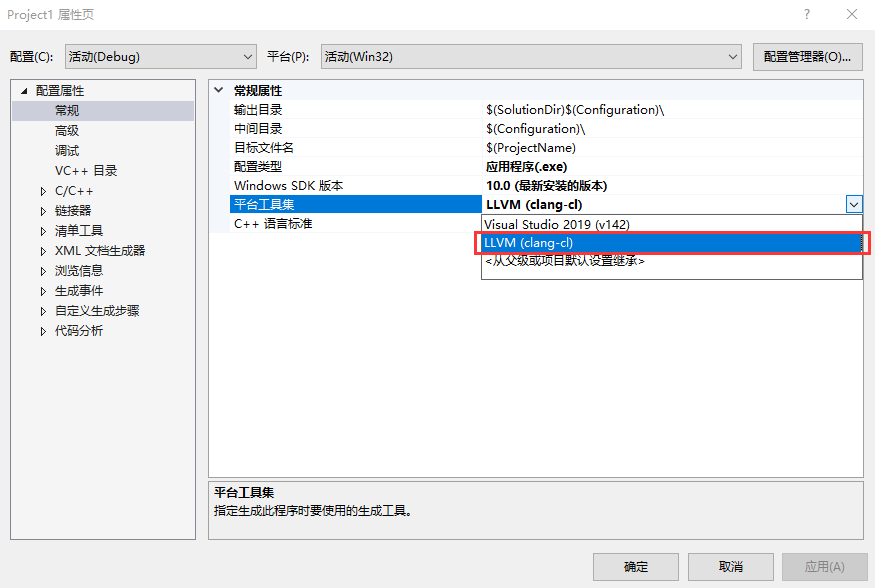 Project1 属性页
配置(C): 活动(Debug) 平台(P): 活动(Win32) 配置管理器(O)...
配置属性
常规
高级
调试
VC++ 目录
C/C++
链接器
清单工具
XML 文档生成器
浏览信息
生成事件
自定义生成步骤
代码分析
常规属性
输出目录 $(SolutionDir)$(Configuration)\
中间目录 $(Configuration)\
目标文件名 $(ProjectName)
配置类型 应用程序(.exe)
Windows SDK 版本 10.0 (最新安装的版本)
平台工具集 LLVM (clang-cl)
C++ 语言标准
Visual Studio 2019 (v142)
LLVM (clang-cl)
<从父级或项目默认设置继承>
平台工具集
指定生成此程序时要使用的生成工具。
确定 取消 应用(A)